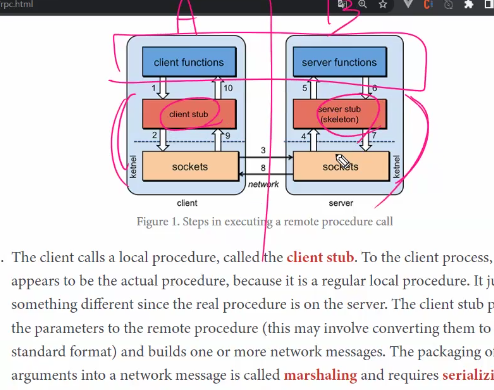 rpc.html
client functions
server functions
1
10
5
6
client stub
server stub
(skeleton)
2
9
4
7
kernel
sockets
3
8
network
sockets
kernel
client
server
Figure 1. Steps in executing a remote procedure call
. The client calls a local procedure, called the client stub. To the client process,
appears to be the actual procedure, because it is a regular local procedure. It ju
something different since the real procedure is on the server. The client stub p
the parameters to the remote procedure (this may involve converting them to
standard format) and builds one or more network messages. The packaging o
arguments into a network message is called marshaling and requires serializi